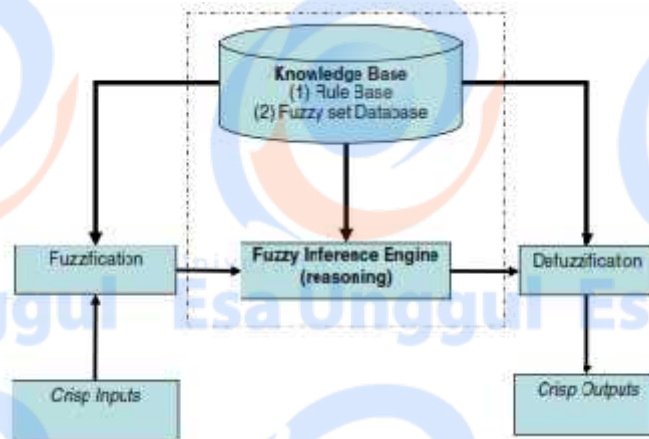 Knowledge Base
(1) Rule Base
(2) Fuzzy set Database
Fuzzification
Fuzzy Inference Engine
(reasoning)
Defuzzification
Esa Unggul
Crisp Inputs
Crisp Outputs